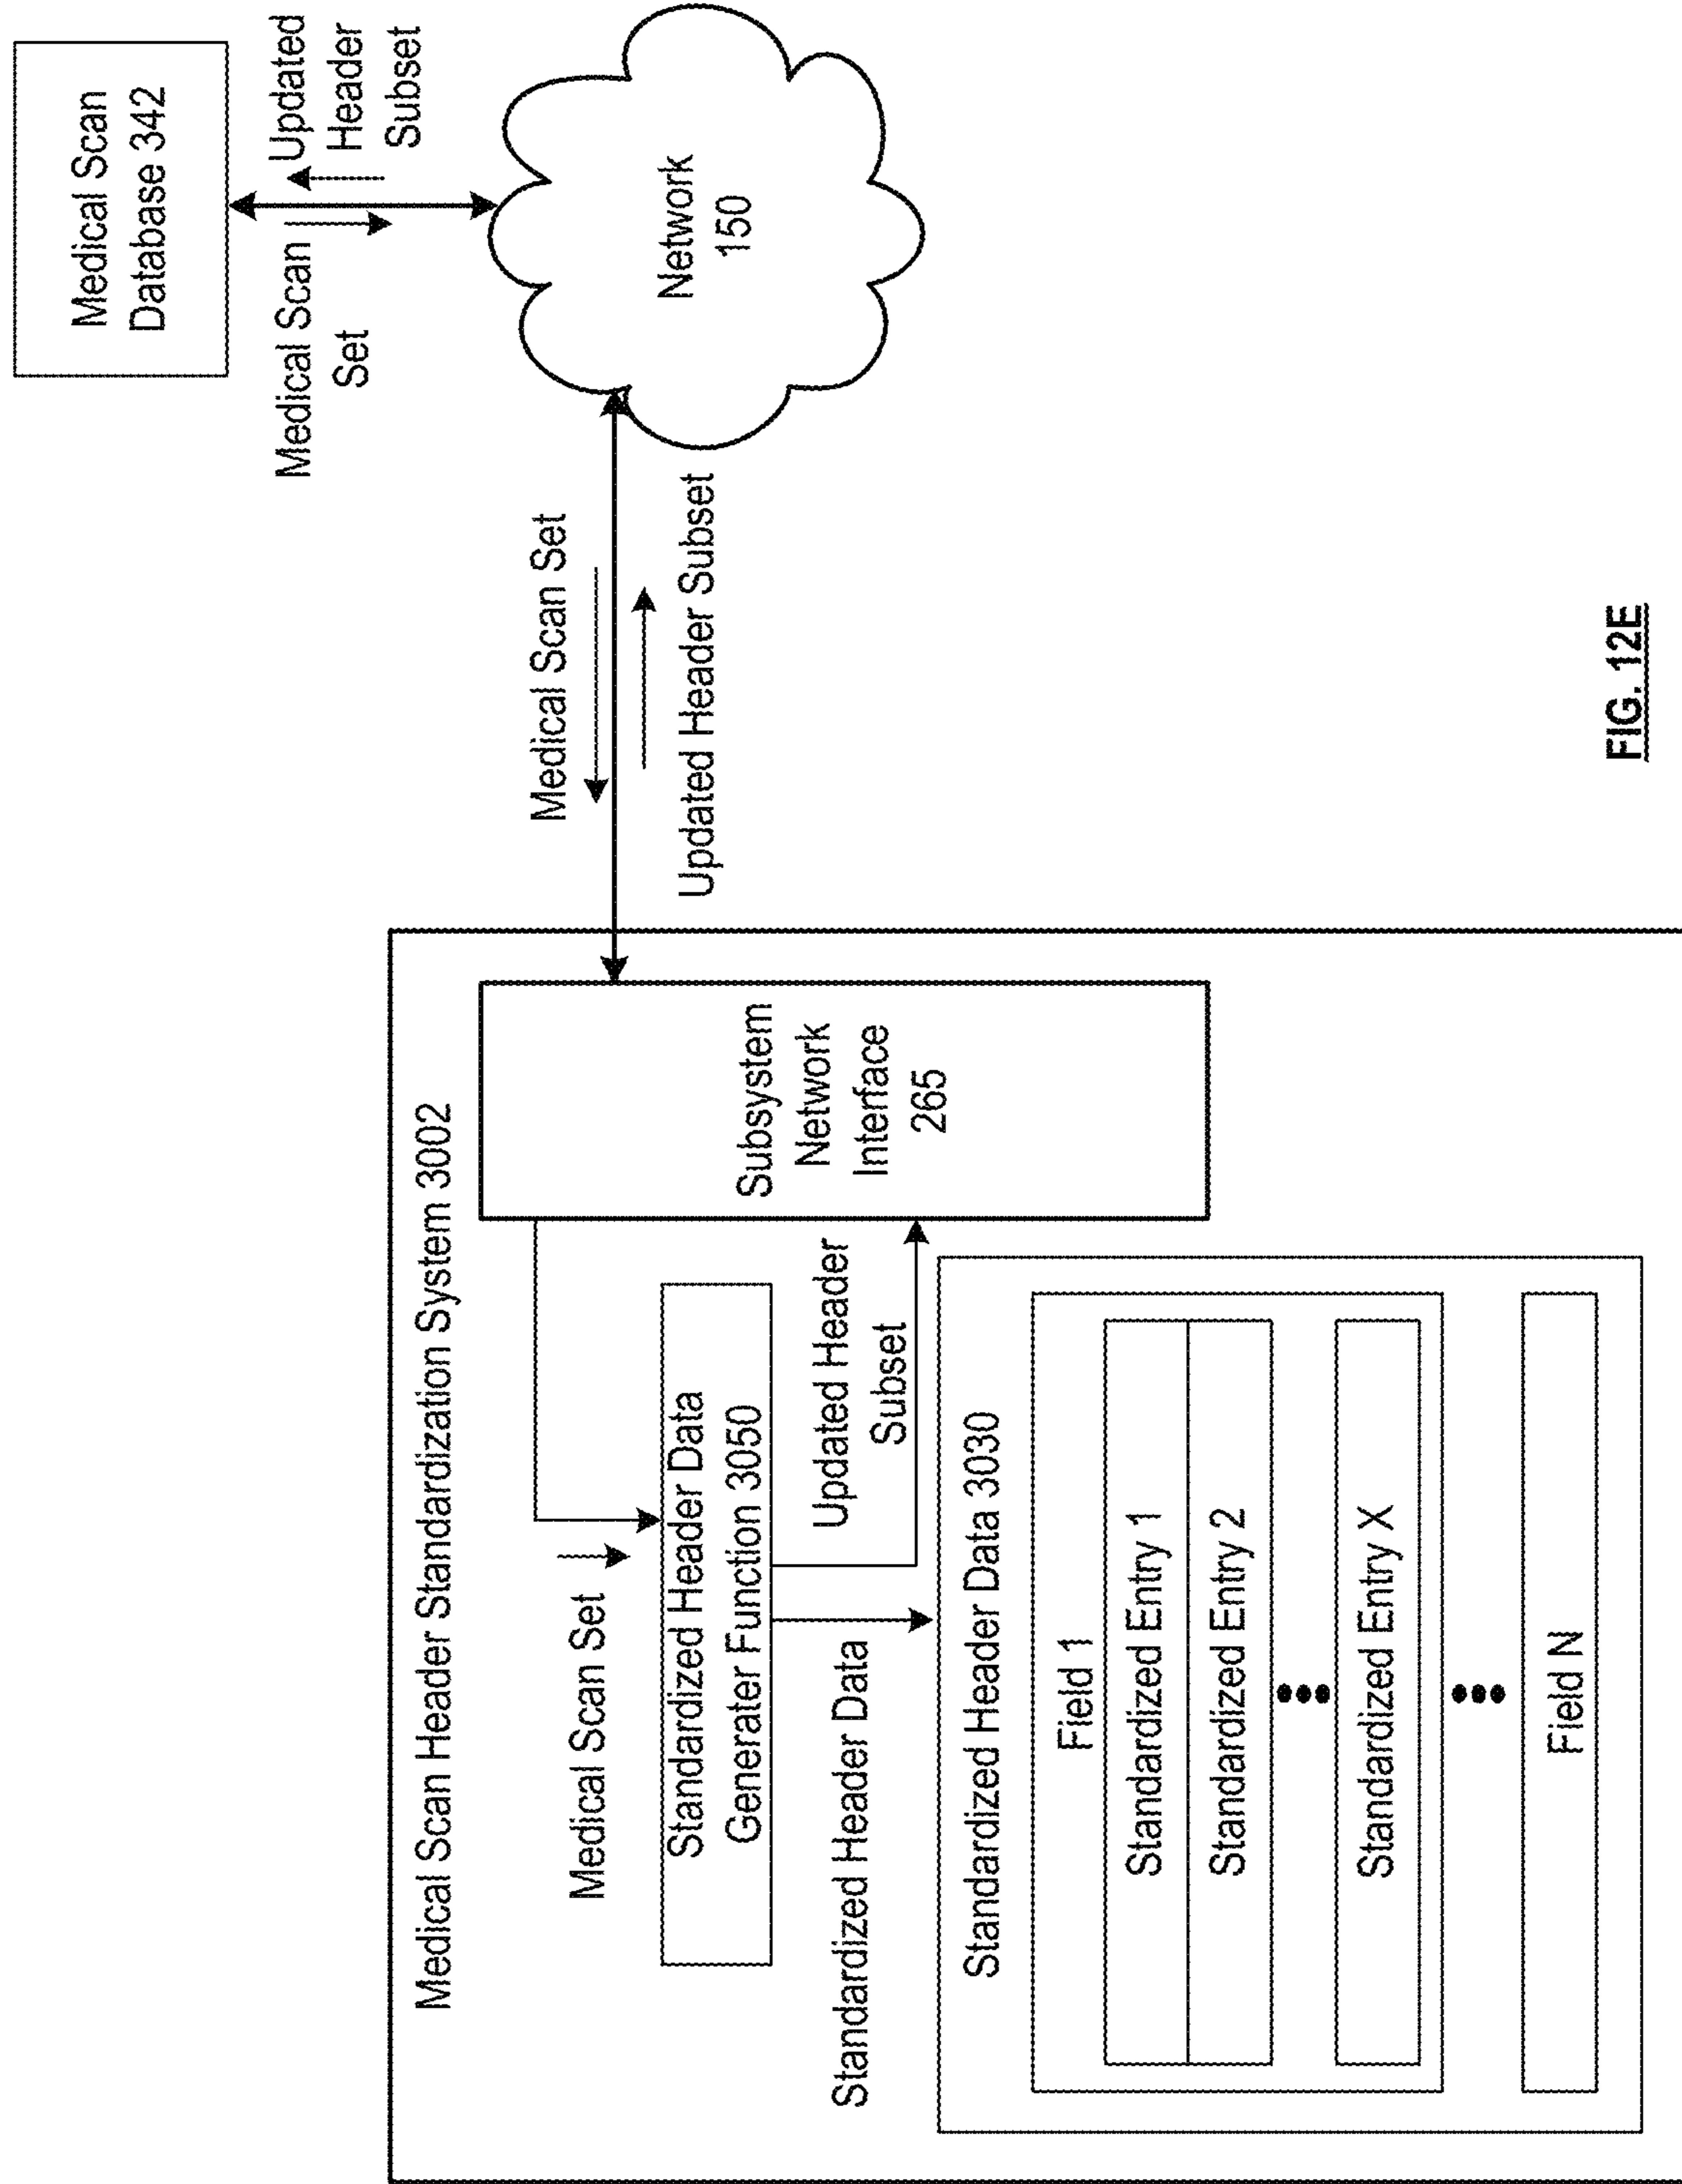 Medical Scan Header Standardization System 3002
Medical Scan Set
Standardized Header Data
Generater Function 3050
Standardized Header Data
Updated Header
Subset
Standardized Header Data 3030
Field 1
Standardized Entry 1
Standardized Entry 2
•••
Standardized Entry X
•••
Field N
Subsystem
Network
Interface
265
Medical Scan Set
Updated Header Subset
Medical Scan
Database 342
Medical Scan
Set
Updated
Header
Subset
Network
150
FIG. 12E